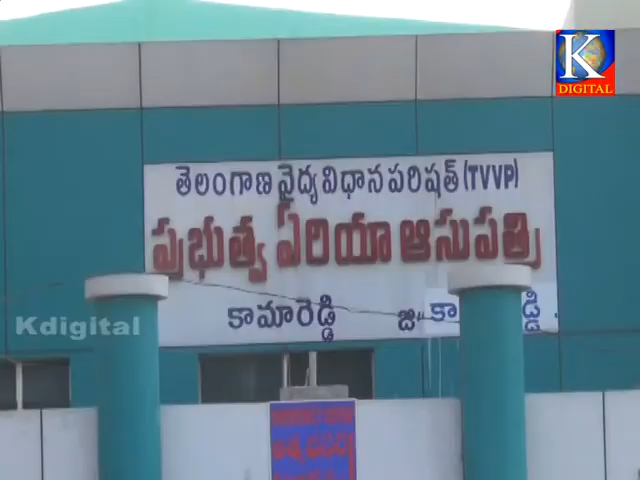 K
DIGITAL
తెలంగాణ వైద్య విధాన పరిషత్ (TVVP)
ప్రభుత్వ ఏరియా ఆసుపత్రి
కామారెడ్డి జి
Kdigital